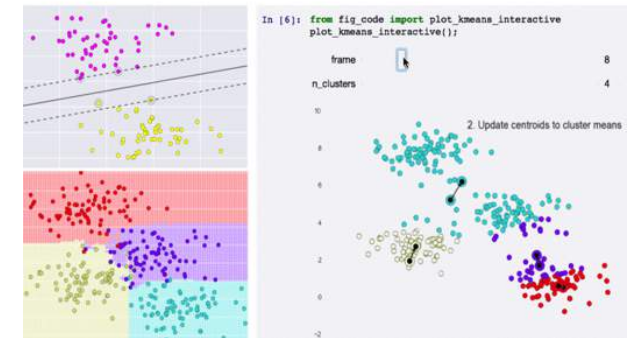 In [6]: from fig_code import plot_kmeans_interactive
plot_kmeans_interactive();
frame 8
n_clusters 4
10
2. Update centroids to cluster means
8
6
4
2
0
-2